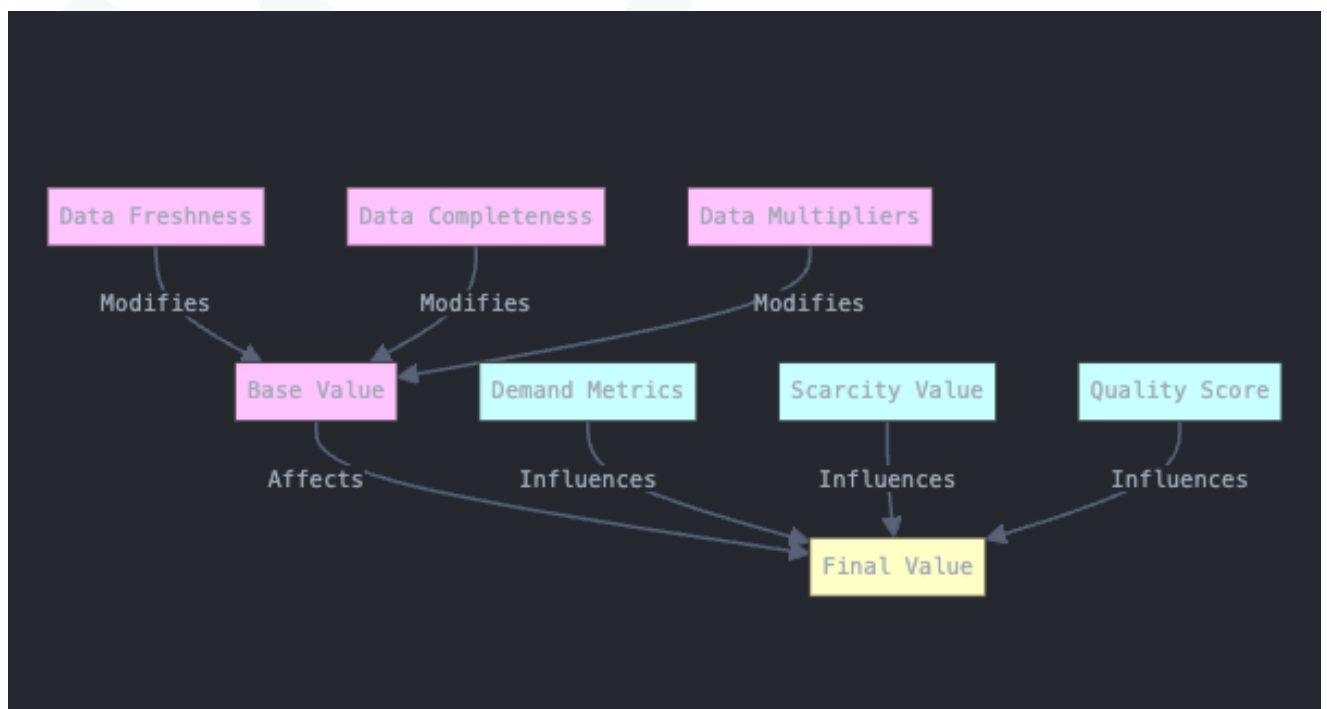 Data Freshness
Data Completeness
Data Multipliers
Modifies
Modifies
Modifies
Base Value
Demand Metrics
Scarcity Value
Quality Score
Affects
Influences
Influences
Influences
Final Value